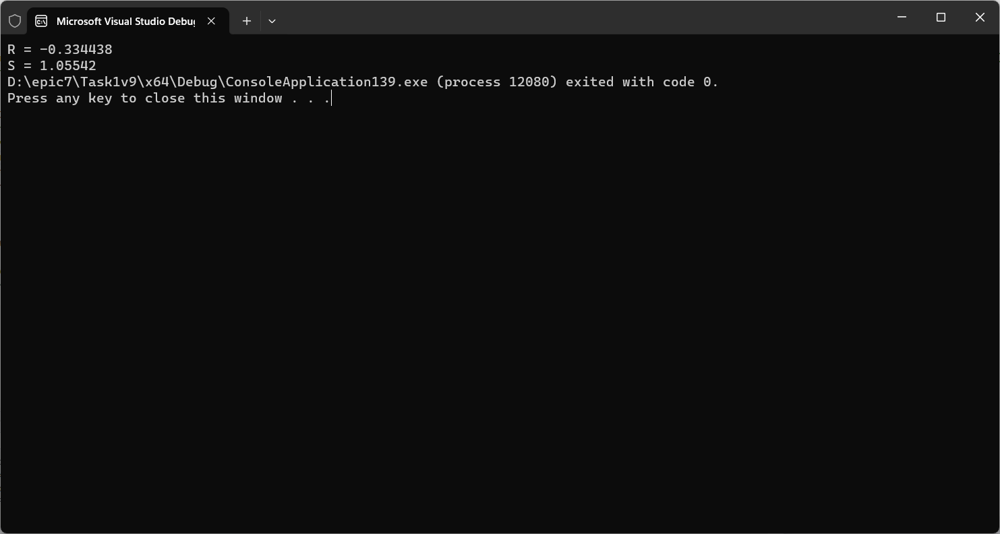 Microsoft Visual Studio Debu
R = -0.334438
S = 1.05542
D:\epic7\Task1v9\x64\Debug\ConsoleApplication139.exe (process 12080) exited with code 0.
Press any key to close this window . . .